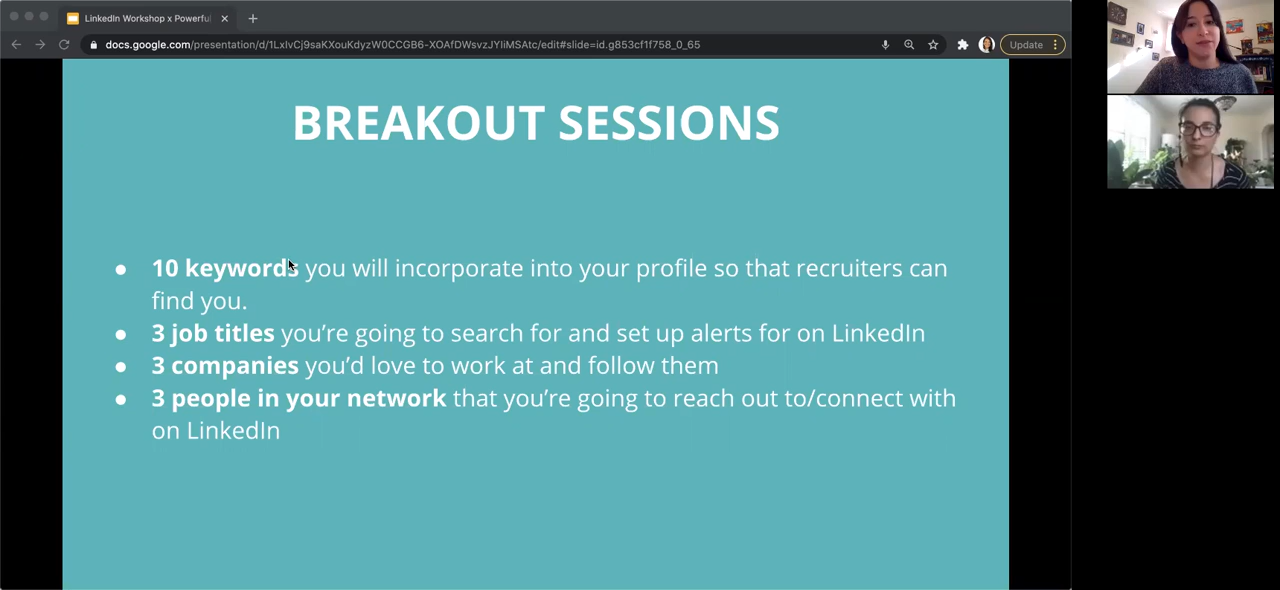 LinkedIn Workshop x Powerfu
docs.google.com/presentation/d/1LxIvCj9saKXouKdyzW0CCGB6-XOAfDWsvzJYIiMSAtc/edit#slide=id.g853cf1f758_0_65
Update
BREAKOUT SESSIONS
● 10 keywords you will incorporate into your profile so that recruiters can
find you.
● 3 job titles you’re going to search for and set up alerts for on LinkedIn
● 3 companies you’d love to work at and follow them
● 3 people in your network that you’re going to reach out to/connect with
on LinkedIn